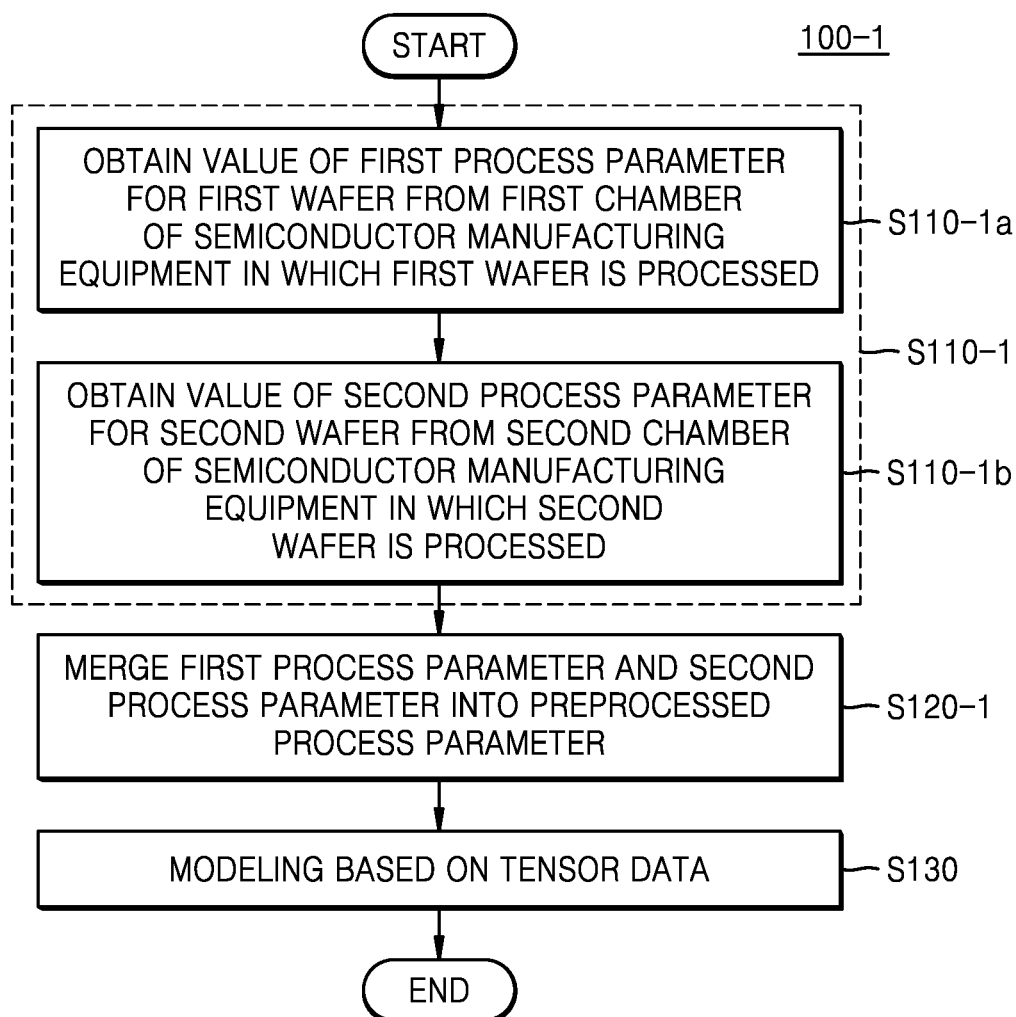 START
100-1
OBTAIN VALUE OF FIRST PROCESS PARAMETER
FOR FIRST WAFER FROM FIRST CHAMBER
OF SEMICONDUCTOR MANUFACTURING
EQUIPMENT IN WHICH FIRST WAFER IS PROCESSED
S110-1a
S110-1
OBTAIN VALUE OF SECOND PROCESS PARAMETER
FOR SECOND WAFER FROM SECOND CHAMBER
OF SEMICONDUCTOR MANUFACTURING
EQUIPMENT IN WHICH SECOND
WAFER IS PROCESSED
S110-1b
MERGE FIRST PROCESS PARAMETER AND SECOND
PROCESS PARAMETER INTO PREPROCESSED
PROCESS PARAMETER
S120-1
MODELING BASED ON TENSOR DATA
S130
END